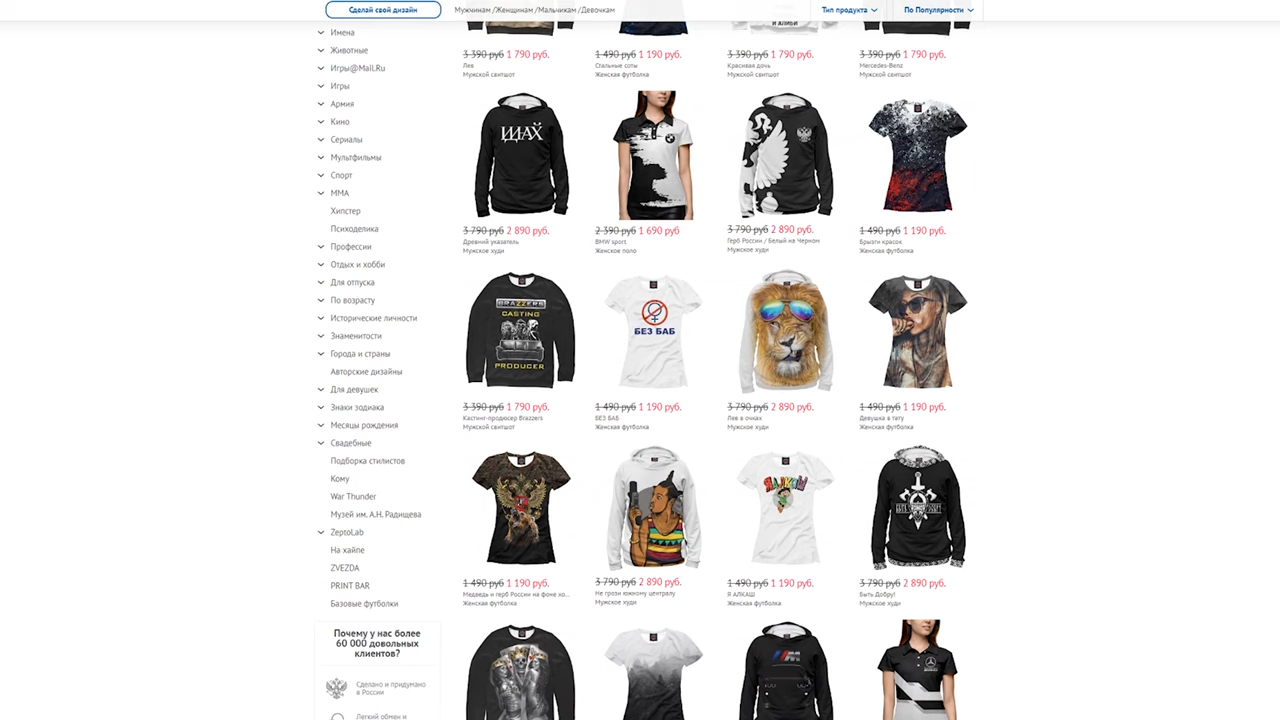 Сделай свой дизайн
Мужчинам /Женщинам /Мальчикам /Девочкам
Тип продукта
По Популярности
Имена
Животные
Игры@Mail.Ru
Игры
Армия
Кино
Сериалы
Мультфильмы
Спорт
MMA
Хипстер
Психоделика
Профессии
Отдых и хобби
Для отпуска
По возрасту
Исторические личности
Знаменитости
Города и страны
Авторские дизайны
Для девушек
Знаки зодиака
Месяцы рождения
Свадебные
Подборка стилистов
Кому
War Thunder
Музей им. А.Н. Радищева
ZeptoLab
На хайпе
ZVEZDA
PRINT BAR
Базовые футболки
Почему у нас более
60 000 довольных
клиентов?
Сделано и придумано
в России
Легкий обмен и
И АЛИБИ
3 390 руб 1 790 руб.
Лев
Мужской свитшот
1 490 руб 1 190 руб.
Стальные соты
Женская футболка
3 390 руб 1 790 руб.
Красивая дочь
Мужской свитшот
3 390 руб 1 790 руб.
Mercedes-Benz
Мужской свитшот
ИДАЙ
3 790 руб 2 890 руб.
Древний указатель
Мужское худи
2 390 руб 1 690 руб
BMW sport
Женское поло
3 790 руб 2 890 руб.
Герб России / Белый на Черном
Мужское худи
1 490 руб 1 190 руб.
Брызги красок
Женская футболка
BRAZZERS
CASTING
PRODUCER
3 390 руб 1 790 руб.
Кастинг-продюсер Brazzers
Мужской свитшот
БЕЗ БАБ
1 490 руб 1 190 руб.
БЕЗ БАБ
Женская футболка
3 790 руб 2 890 руб.
Лев в очках
Мужское худи
1 490 руб 1 190 руб.
Девушка в тату
Женская футболка
1 490 руб 1 190 руб.
Медведь и герб России на фоне хо...
Женская футболка
3 790 руб 2 890 руб.
Не грози южному централу
Мужское худи
Я АЛКАШ
1 490 руб 1 190 руб.
Я АЛКАШ
Женская футболка
3 790 руб 2 890 руб.
Быть Добру!
Мужское худи